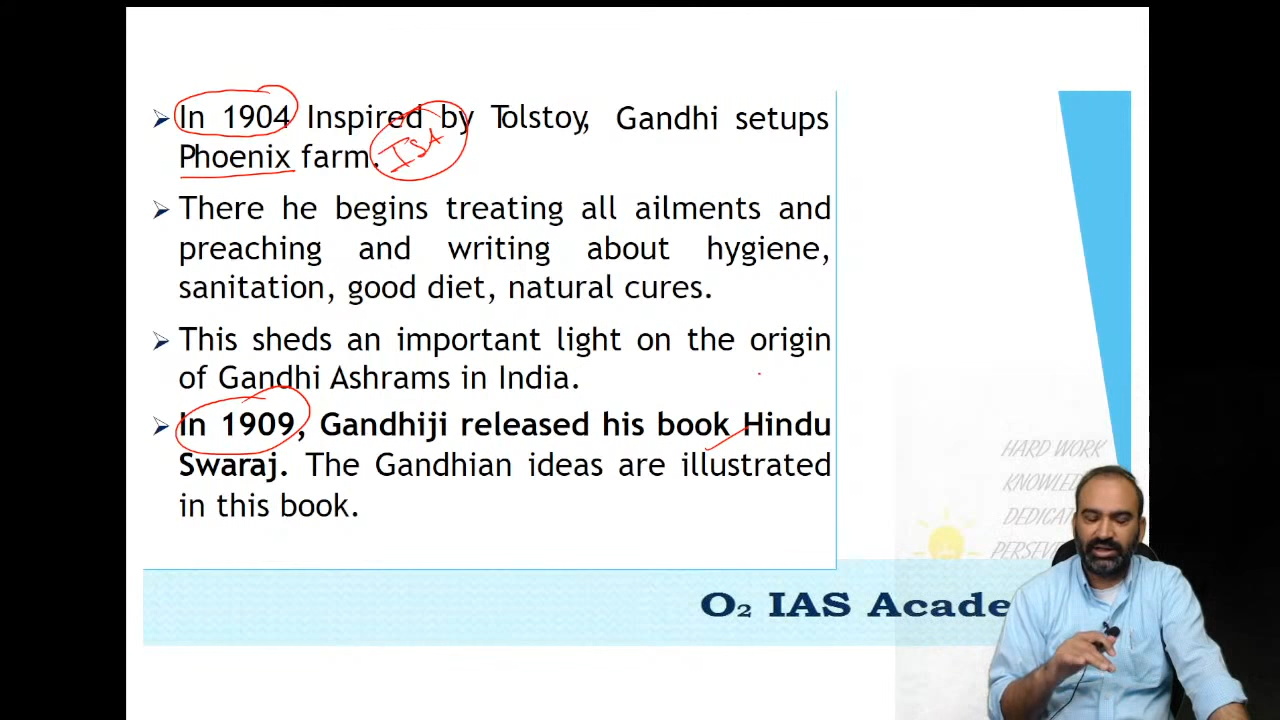 ➢ In 1904 Inspired by Tolstoy, Gandhi setups
Phoenix farm.
ISA
➢ There he begins treating all ailments and
preaching and writing about hygiene,
sanitation, good diet, natural cures.
➢ This sheds an important light on the origin
of Gandhi Ashrams in India.
➢ In 1909, Gandhiji released his book Hindu
Swaraj. The Gandhian ideas are illustrated
in this book.
HARD WORK
KNOWLED
DEDICAT
PERSEV
O₂ IAS Acade